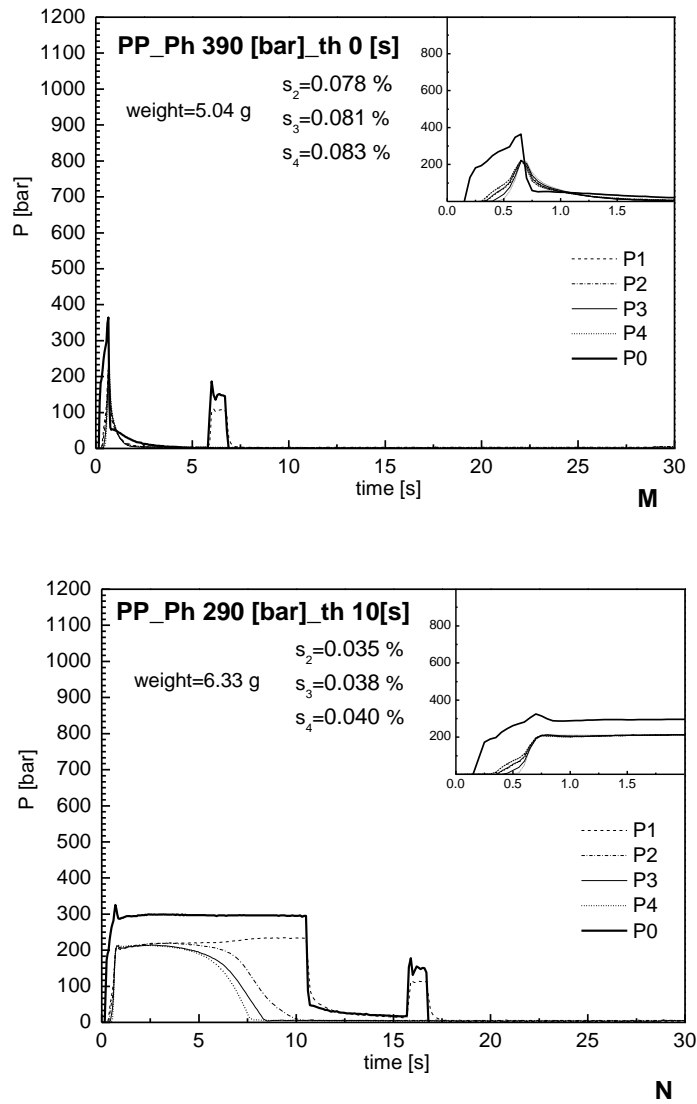 PP_Ph 390 [bar]_th 0 [s]
s2=0.078 %
weight=5.04 g
s3=0.081 %
s4=0.083 %
P [bar]
1200
1100
1000
900
800
700
600
500
400
300
200
100
0
0 5 10 15 20 25 30
time [s]
800
600
400
200
0.0 0.5 1.0 1.5
P1
P2
P3
P4
P0
M
PP_Ph 290 [bar]_th 10[s]
s2=0.035 %
weight=6.33 g
s3=0.038 %
s4=0.040 %
P [bar]
1200
1100
1000
900
800
700
600
500
400
300
200
100
0
0 5 10 15 20 25 30
time [s]
800
600
400
200
0.0 0.5 1.0 1.5
P1
P2
P3
P4
P0
N